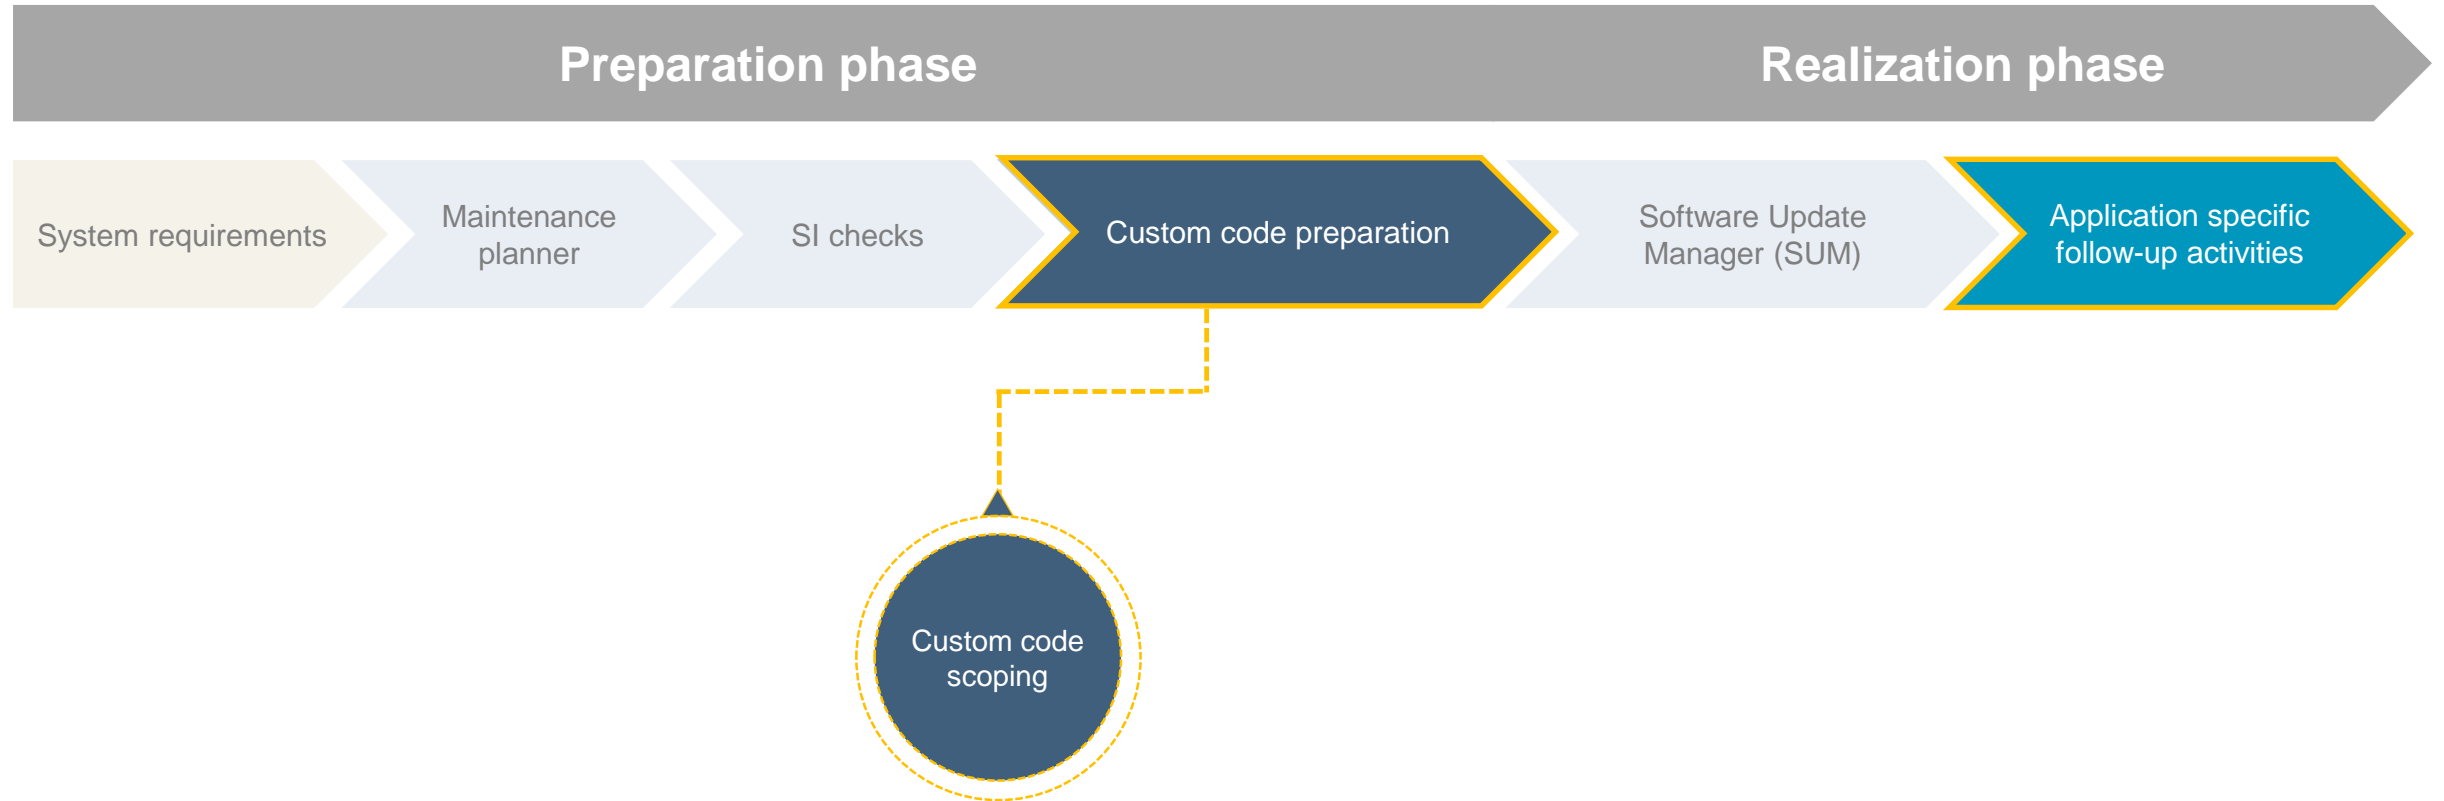 Preparation phase
Realization phase
System requirements
Maintenance
planner
SI checks
Custom code preparation
Software Update
Manager (SUM)
Application specific
follow-up activities
Custom code
scoping